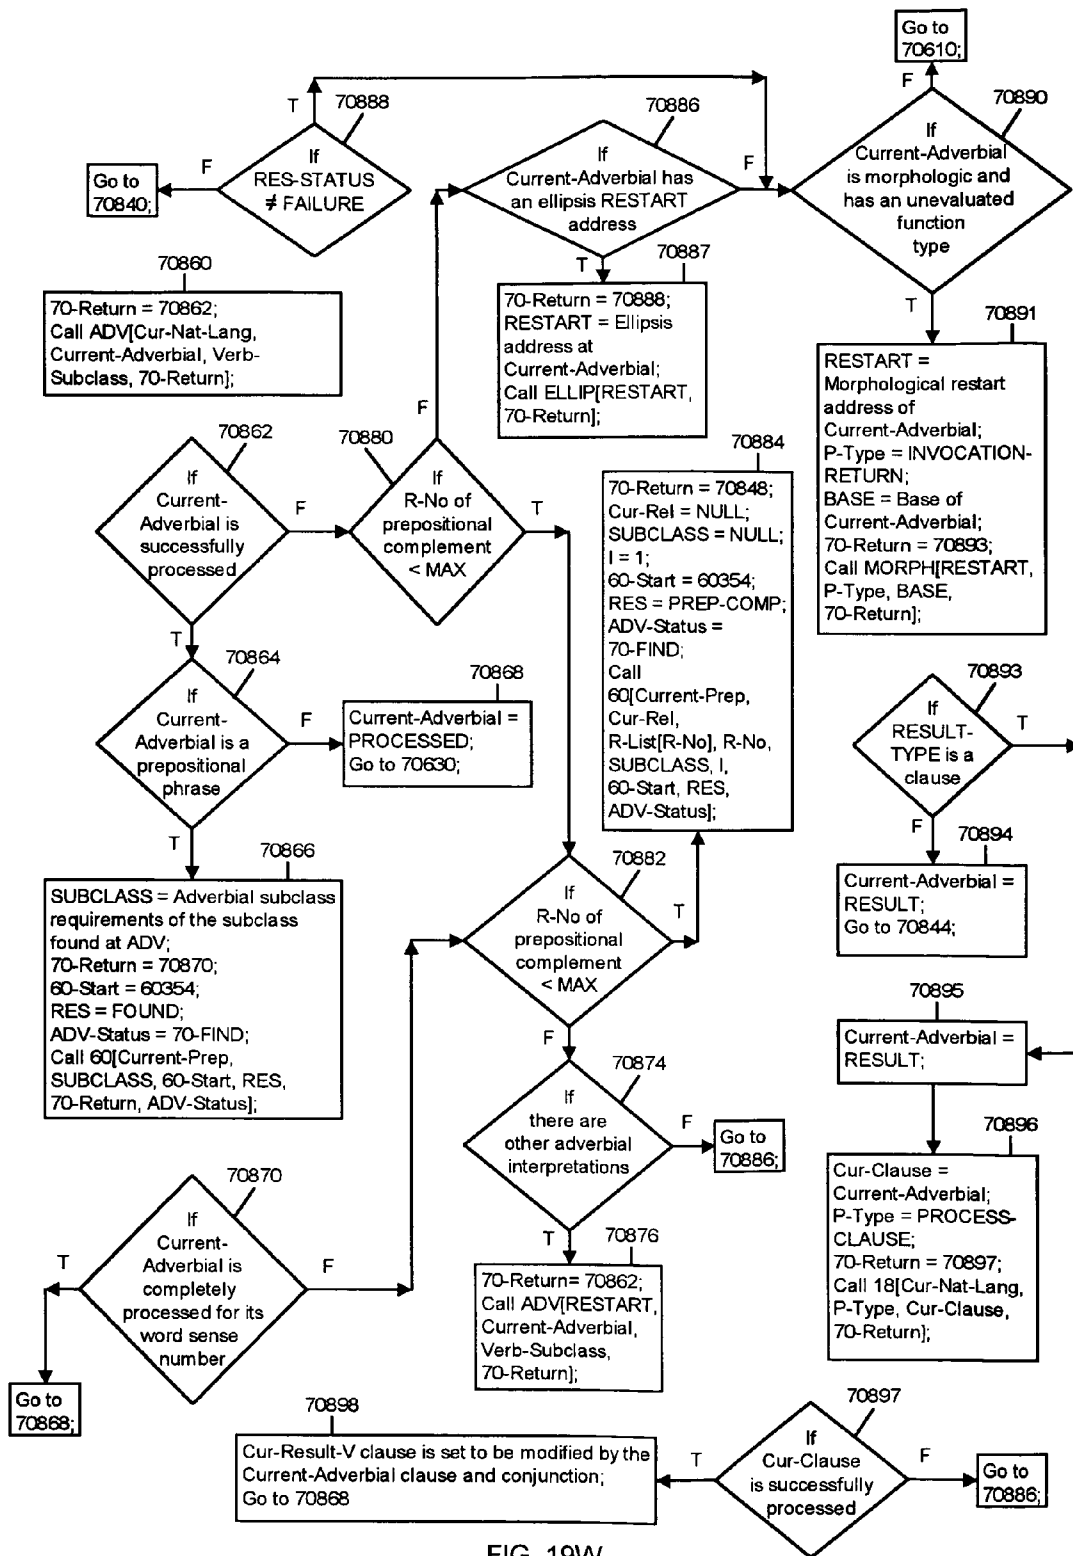 Go to
70610;
F
70890
If
Current-Adverbial
is morphologic and
has an unevaluated
function
type
T
70888
If
RES-STATUS
≠ FAILURE
F
Go to
70840;
70886
If
Current-Adverbial has
an ellipsis RESTART
address
F
T
70887
70-Return = 70888;
RESTART = Ellipsis
address at
Current-Adverbial;
Call ELLIP[RESTART,
70-Return];
T
70891
RESTART =
Morphological restart
address of
Current-Adverbial;
P-Type = INVOCATION-
RETURN;
BASE = Base of
Current-Adverbial;
70-Return = 70893;
Call MORPH[RESTART,
P-Type, BASE,
70-Return];
70860
70-Return = 70862;
Call ADV[Cur-Nat-Lang,
Current-Adverbial, Verb-
Subclass, 70-Return];
70862
If
Current-
Adverbial is
successfully
processed
F
T
70880
F
If
R-No of
prepositional
complement
< MAX
T
70884
70-Return = 70848;
Cur-Rel = NULL;
SUBCLASS = NULL;
I = 1;
60-Start = 60354;
RES = PREP-COMP;
ADV-Status =
70-FIND;
Call
60[Current-Prep,
Cur-Rel,
R-List[R-No], R-No,
SUBCLASS, I,
60-Start, RES,
ADV-Status];
70864
If
Current-
Adverbial is a
prepositional
phrase
F
T
70868
Current-Adverbial =
PROCESSED;
Go to 70630;
70893
If
RESULT-
TYPE is a
clause
T
F
70894
Current-Adverbial =
RESULT;
Go to 70844;
70866
SUBCLASS = Adverbial subclass
requirements of the subclass
found at ADV;
70-Return = 70870;
60-Start = 60354;
RES = FOUND;
ADV-Status = 70-FIND;
Call 60[Current-Prep,
SUBCLASS, 60-Start, RES,
70-Return, ADV-Status];
70882
If
R-No of
prepositional
complement
< MAX
T
F
70895
Current-Adverbial =
RESULT;
70874
If
there are
other adverbial
interpretations
F
Go to
70886;
T
70896
Cur-Clause =
Current-Adverbial;
P-Type = PROCESS-
CLAUSE;
70-Return = 70897;
Call 18[Cur-Nat-Lang,
P-Type, Cur-Clause,
70-Return];
70870
If
Current-
Adverbial is
completely
processed for its
word sense
number
T
F
Go to
70868;
70876
70-Return= 70862;
Call ADV[RESTART,
Current-Adverbial,
Verb-Subclass,
70-Return];
70898
Cur-Result-V clause is set to be modified by the
Current-Adverbial clause and conjunction;
Go to 70868
70897
T
If
Cur-Clause
is successfully
processed
F
Go to
70886;
FIG. 19W